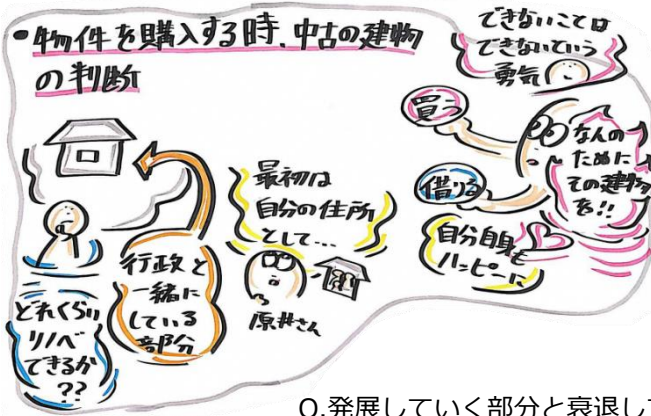 ・物件を購入する時、中古の建物
の判断
できないことは
できないという
勇気
買う
借りる
なんの
ために
その建物
を!!
自分自身も
ハッピーに
最初は
自分の住所
として…
原井さん
行政と
一緒に
している
部分
どれくらい
リノベ
できるか
??
Q.発展していく部分と衰退し